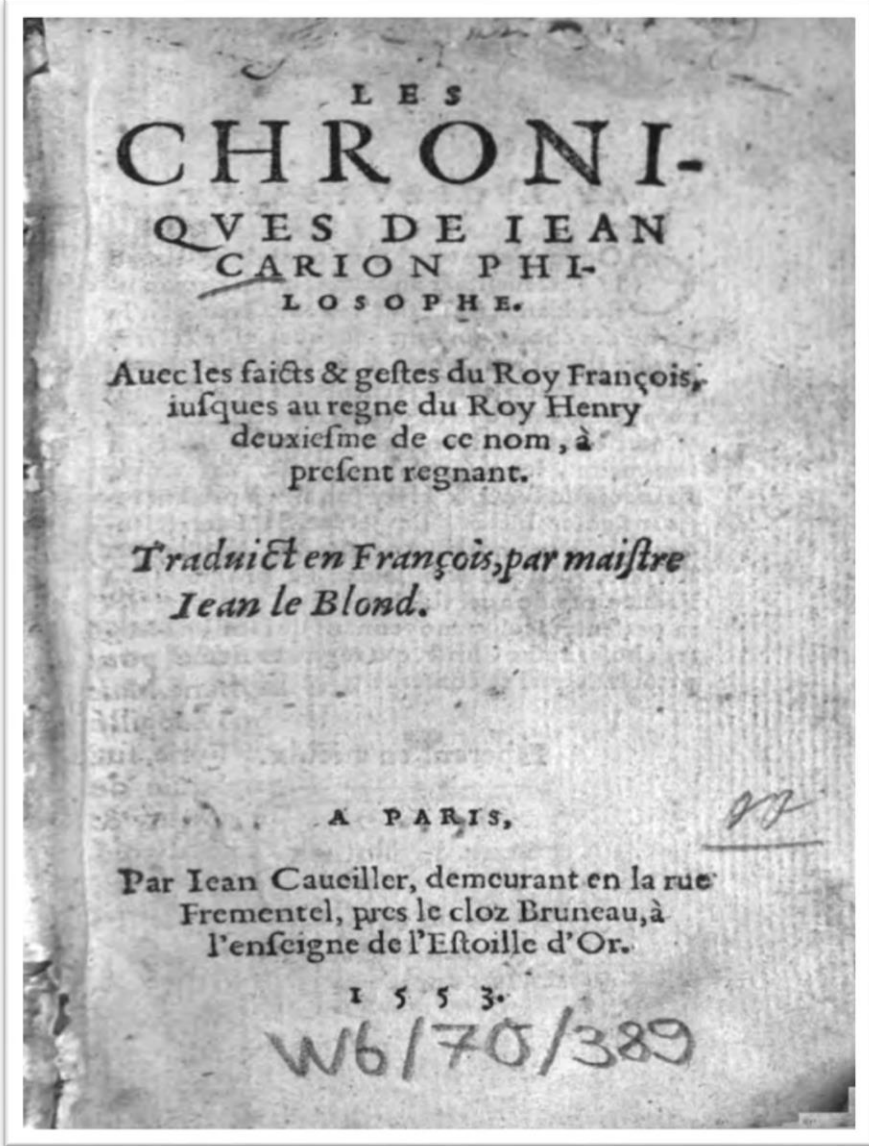 LES
CHRONI-
QVES DE IEAN
CARION PHI-
LOSOPHE.
Auec les faicts & gestes du Roy François,
iusques au regne du Roy Henry
deuxiesme de ce nom, à
present regnant.
Traduict en François, par maistre
Iean le Blond.
A PARIS,
Par Iean Caueiller, demeurant en la rue
Frementel, pres le cloz Bruneau, à
l'enseigne de l'Estoille d'Or.
1553.
W6/70/389